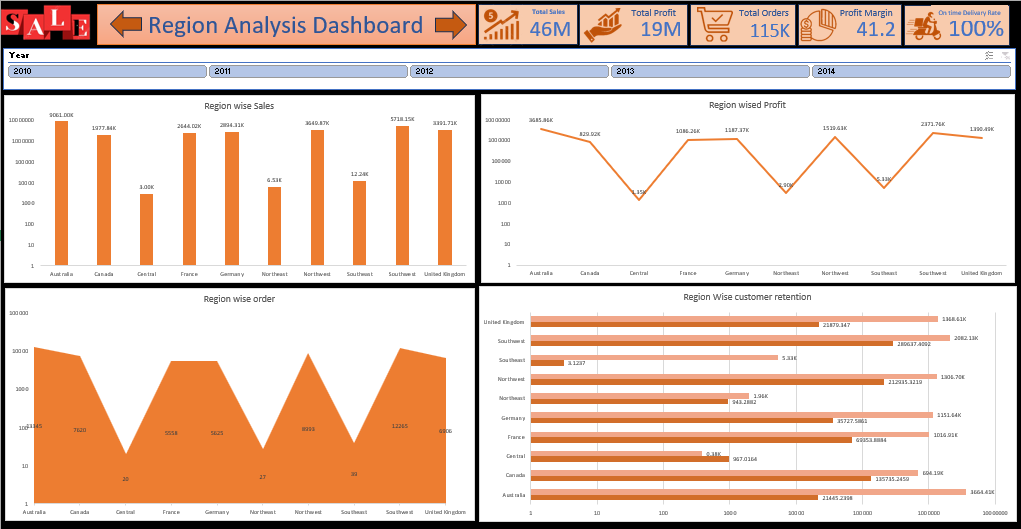 SALE
Region Analysis Dashboard
Total Sales
46M
Total Profit
19M
Total Orders
115K
Profit Margin
41.2
On time Delivery Rate
100%
Year
2010 2011 2012 2013 2014
Region wise Sales
10000000
1000000
100000
10000
1000
100
10
1
9061.00K
1977.84K
3.00K
2644.02K
2894.31K
6.53K
3649.87K
12.24K
5718.15K
3391.71K
Australia Canada Central France Germany Northeast Northwest Southeast Southwest United Kingdom
Region wised Profit
10000000
1000000
100000
10000
1000
100
10
1
3685.86K
829.92K
1.35K
1086.26K
1187.37K
2.90K
1519.63K
5.33K
2371.76K
1390.49K
Australia Canada Central France Germany Northeast Northwest Southeast Southwest United Kingdom
Region wise order
100000
10000
1000
100
10
1
13345
7620
20
5558
5625
27
8993
39
12265
6906
Australia Canada Central France Germany Northeast Northwest Southeast Southwest United Kingdom
Region Wise customer retention
United Kingdom 1368.61K
21879.347
Southwest 2082.13K
289637.4092
Southeast 5.33K
3.1237
Northwest 1306.70K
212935.3219
Northeast 1.96K
943.2882
Germany 1151.64K
35727.5861
France 1016.91K
69353.8884
Central 0.38K
967.0164
Canada 694.19K
135735.2459
Australia 3664.41K
21445.2398
1 10 100 1000 10000 100000 1000000 10000000